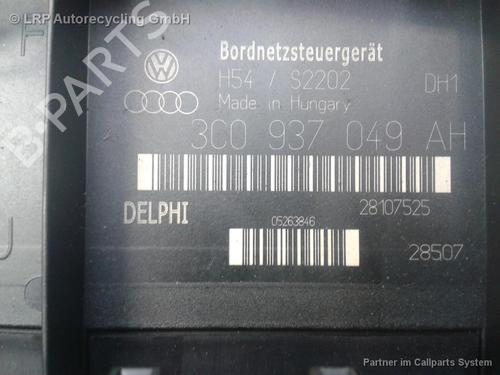 © LRP Autorecycling GmbH
F
B-PARTS
Bordnetzsteuergerät
H54 / S2202 DH1
Made in Hungary
3C0 937 049 AH
DELPHI
28107525
05263846
28507
J
Partner im Callparts System